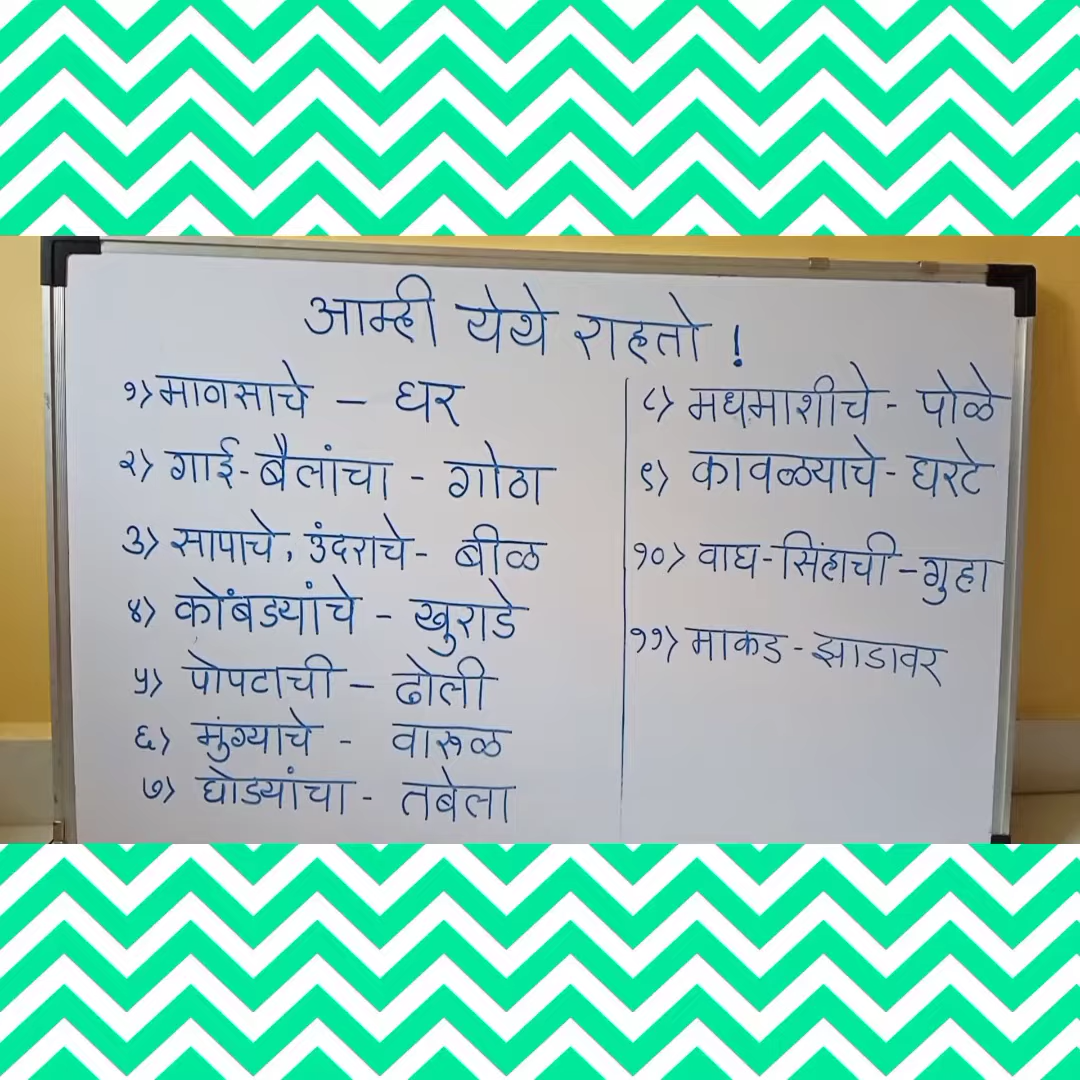 आम्ही येथे राहतो !
१) माणसाचे - घर
२) गाई-बैलांचा - गोठा
३) सापाचे, उंदराचे - बीळ
४) कोंबड्यांचे - खुराडे
५) पोपटाची - ढोली
६) मुंग्याचे - वारूळ
७) घोड्यांचा - तबेला
८) मधमाशीचे - पोळे
९) कावळ्याचे - घरटे
१०) वाघ-सिंहाची - गुहा
११) माकड - झाडावर